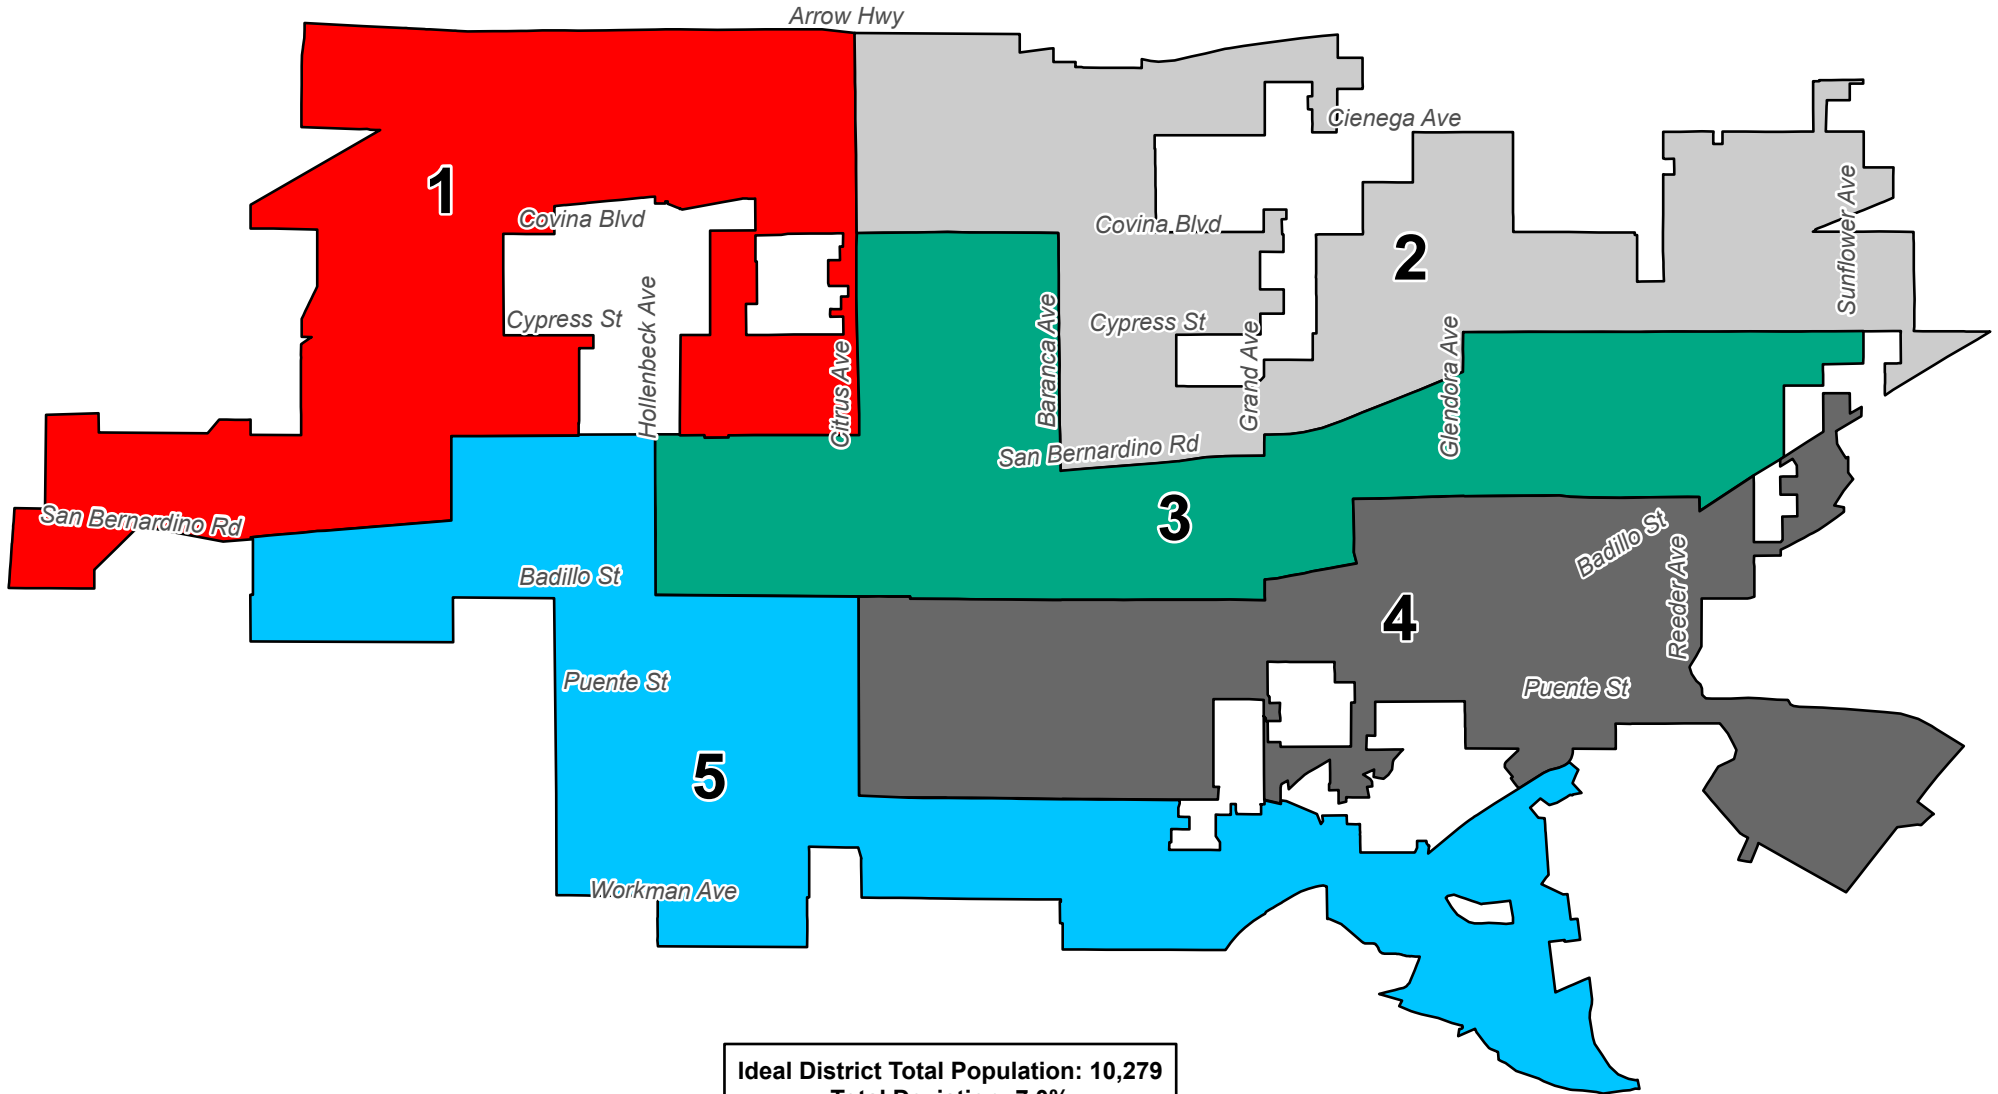 Arrow Hwy
Cienega Ave
1
Covina Blvd
Covina Blvd
Sunflower Ave
2
Hollenbeck Ave
Cypress St
Baranca Ave
Cypress St
Grand Ave
Glendora Ave
Citrus Ave
San Bernardino Rd
San Bernardino Rd
3
Badillo St
Badillo St
Reeder Ave
4
Puente St
Puente St
5
Workman Ave
Ideal District Total Population: 10,279